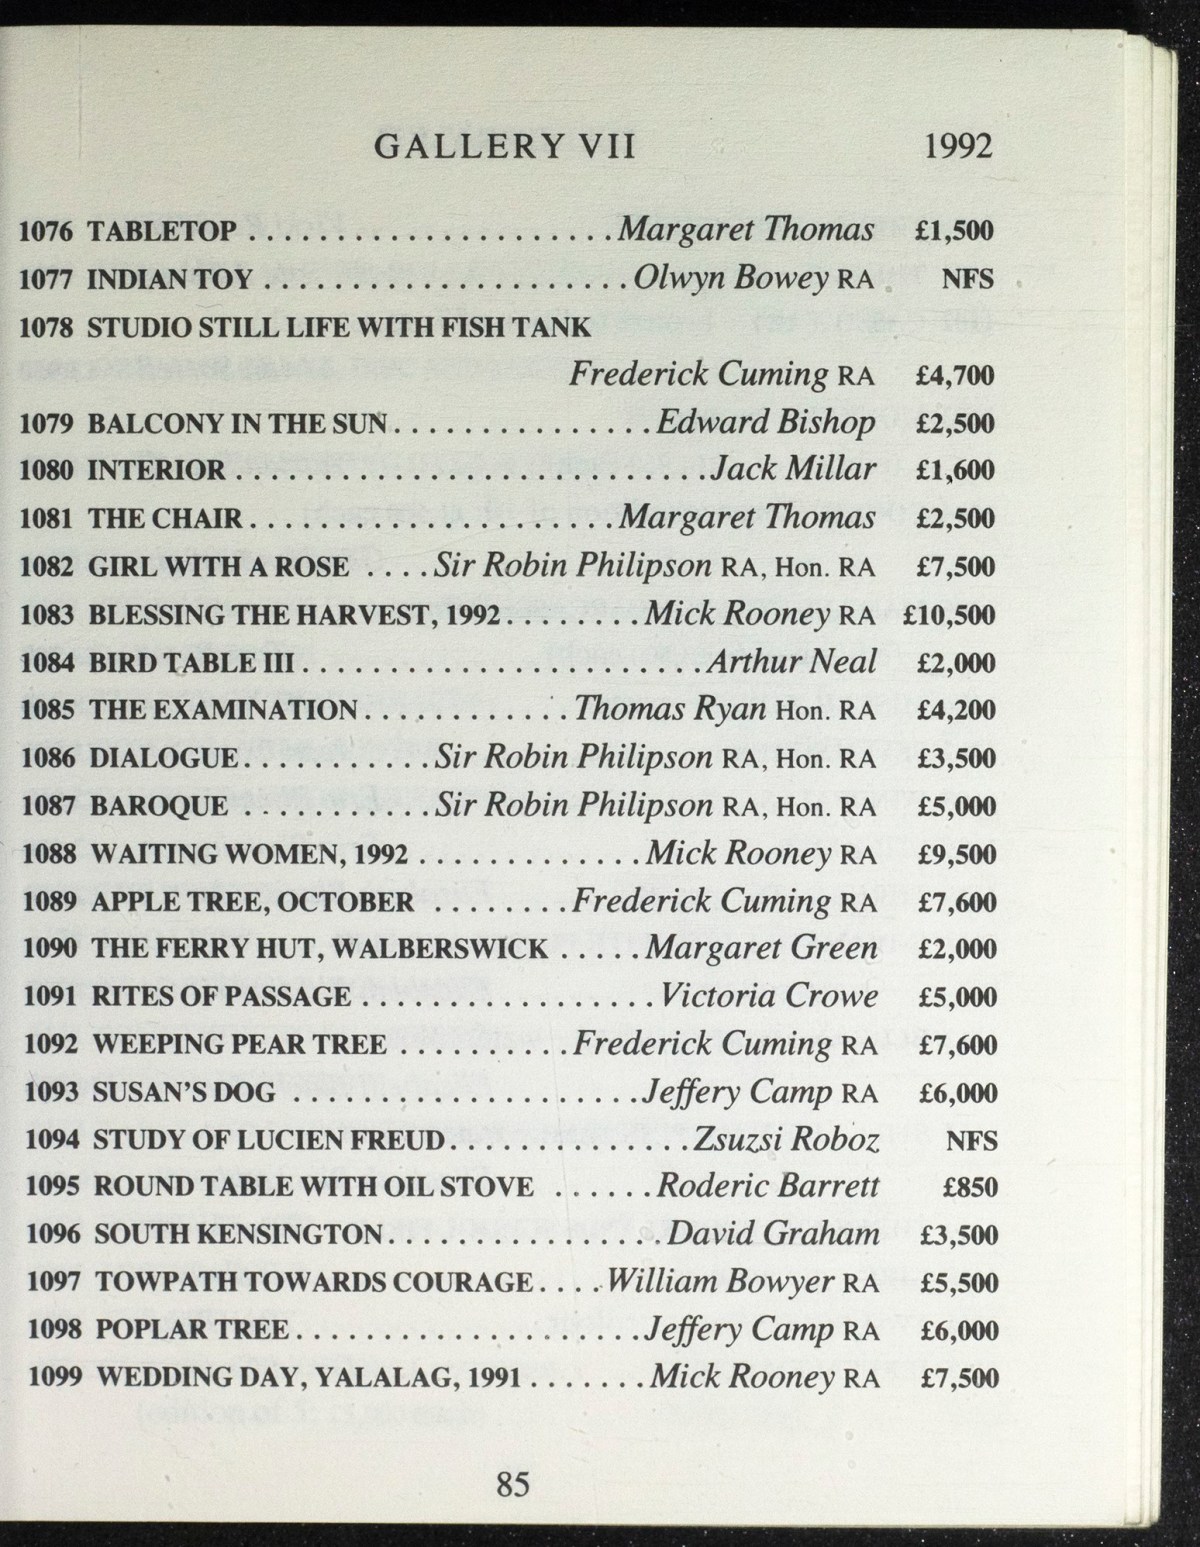 GALLERY VII 1992
1076 TABLETOP ..................... Margaret Thomas £1,500
1077 INDIAN TOY ..................... Olwyn Bowey RA NFS
1078 STUDIO STILL LIFE WITH FISH TANK
Frederick Cuming RA £4,700
1079 BALCONY IN THE SUN............... Edward Bishop £2,500
1080 INTERIOR ........................... Jack Millar £1,600
1081 THE CHAIR..................... Margaret Thomas £2,500
1082 GIRL WITH A ROSE .... Sir Robin Philipson RA, Hon. RA £7,500
1083 BLESSING THE HARVEST, 1992........ Mick Rooney RA £10,500
1084 BIRD TABLE III....................... Arthur Neal £2,000
1085 THE EXAMINATION............ Thomas Ryan Hon. RA £4,200
1086 DIALOGUE........... Sir Robin Philipson RA, Hon. RA £3,500
1087 BAROQUE ........... Sir Robin Philipson RA, Hon. RA £5,000
1088 WAITING WOMEN, 1992 ............. Mick Rooney RA £9,500
1089 APPLE TREE, OCTOBER ........ Frederick Cuming RA £7,600
1090 THE FERRY HUT, WALBERSWICK ..... Margaret Green £2,000
1091 RITES OF PASSAGE ................. Victoria Crowe £5,000
1092 WEEPING PEAR TREE .......... Frederick Cuming RA £7,600
1093 SUSAN'S DOG .................... Jeffery Camp RA £6,000
1094 STUDY OF LUCIEN FREUD.............. Zsuzsi Roboz NFS
1095 ROUND TABLE WITH OIL STOVE ...... Roderic Barrett £850
1096 SOUTH KENSINGTON................ David Graham £3,500
1097 TOWPATH TOWARDS COURAGE.... William Bowyer RA £5,500
1098 POPLAR TREE.................... Jeffery Camp RA £6,000
1099 WEDDING DAY, YALALAG, 1991....... Mick Rooney RA £7,500
85